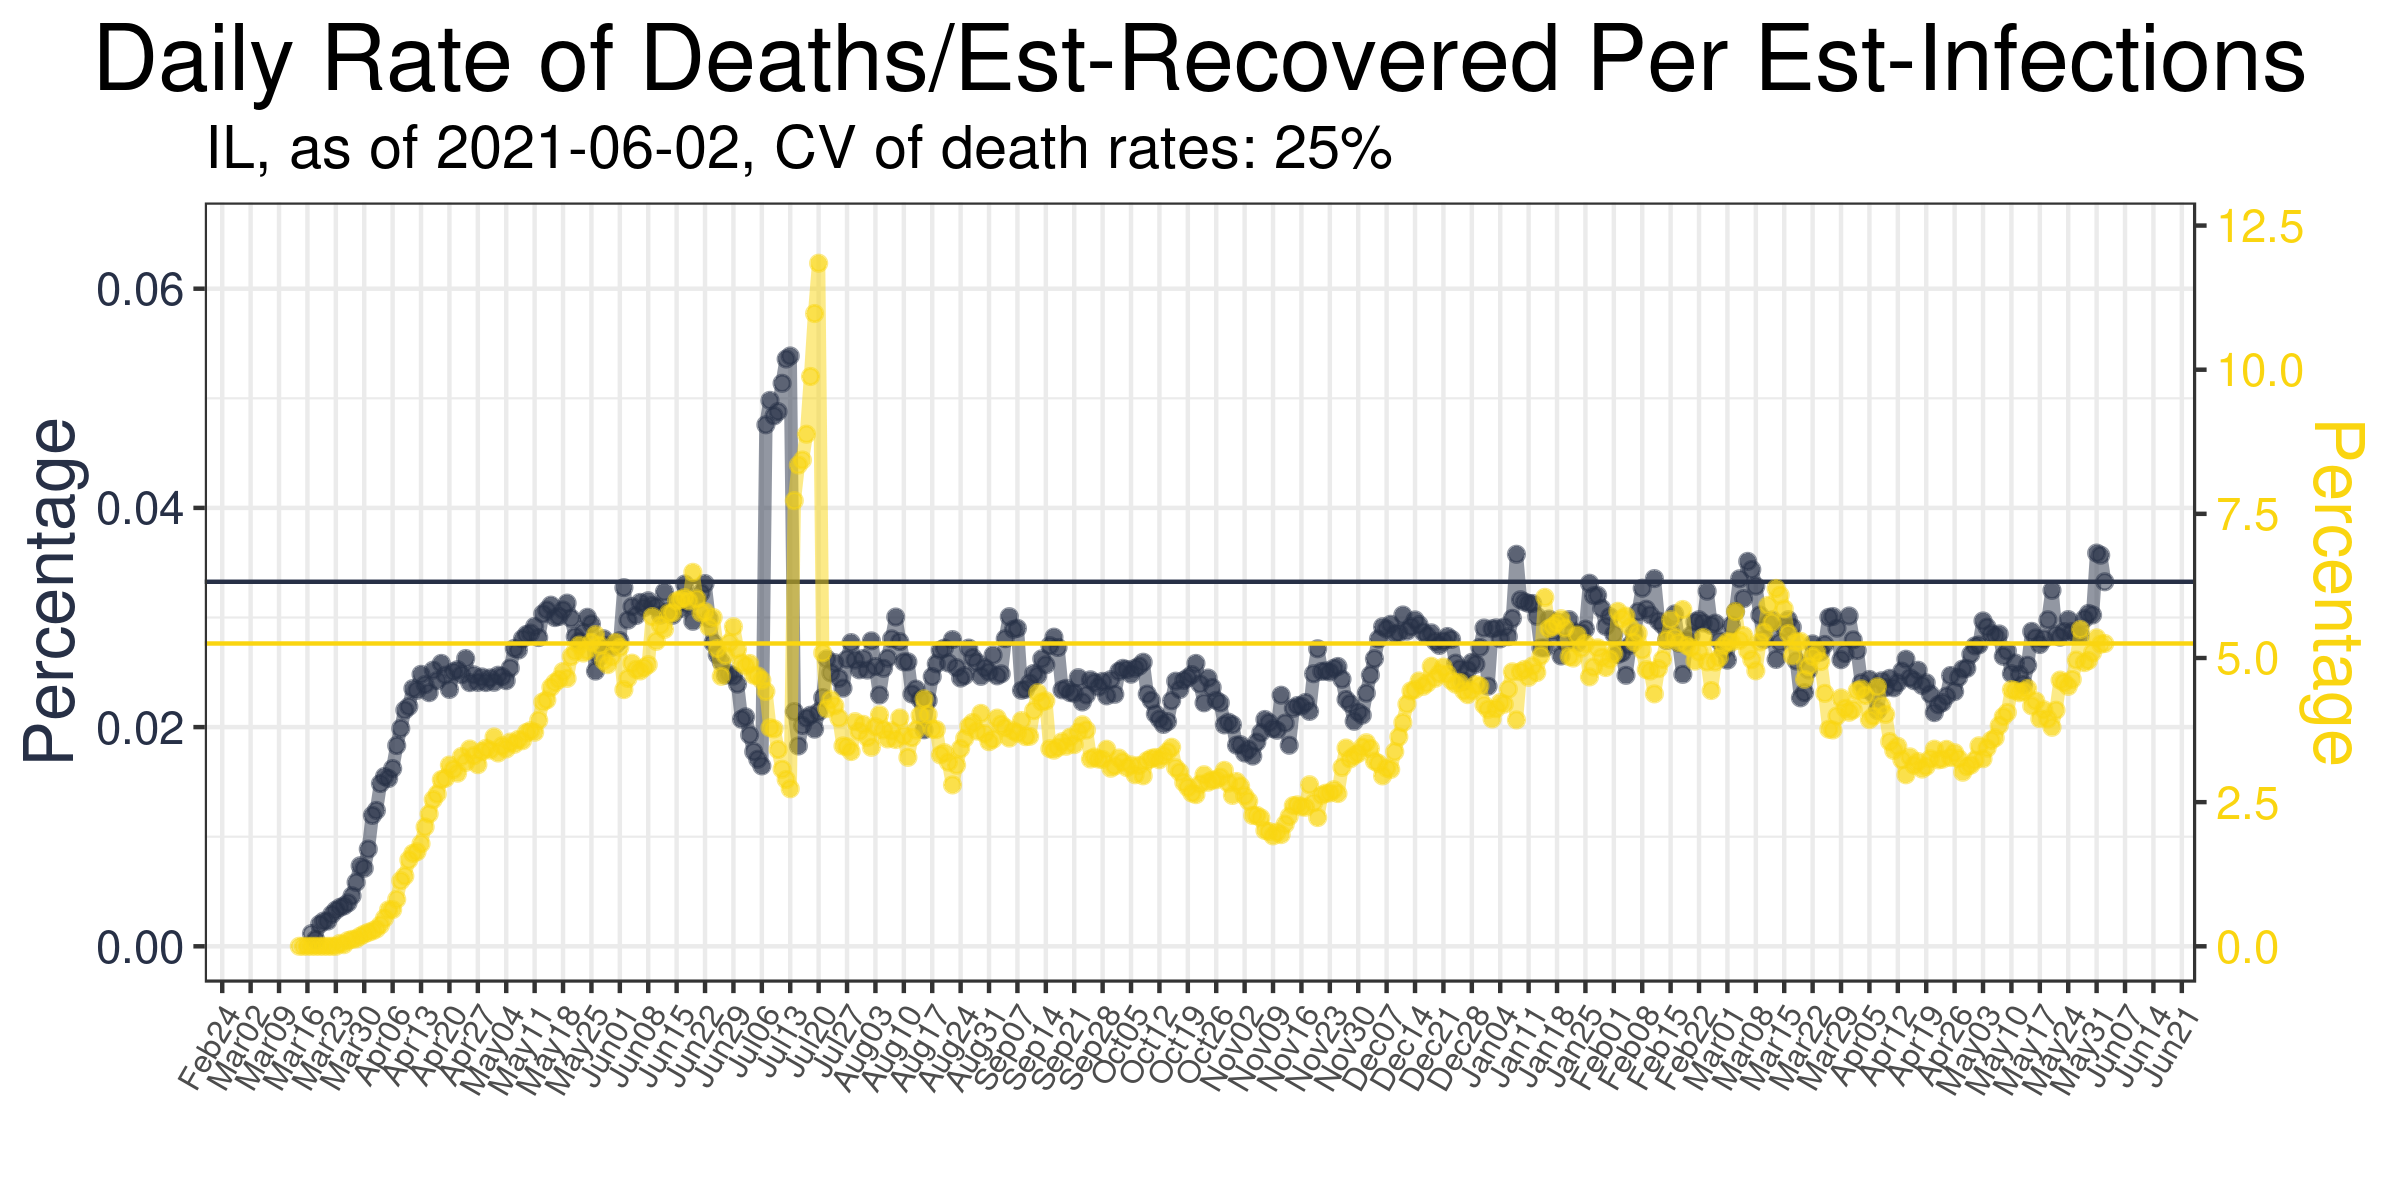 Daily Rate of Deaths/Est-Recovered Per Est-Infections
IL, as of 2021-06-02, CV of death rates: 25%
Percentage
0.06
0.04
0.02
0.00
12.5
10.0
7.5
5.0
2.5
0.0
Percentage
Feb24
Mar02
Mar09
Mar16
Mar23
Mar30
Apr06
Apr13
Apr20
Apr27
May04
May11
May18
May25
Jun01
Jun08
Jun15
Jun22
Jun29
Jul06
Jul13
Jul20
Jul27
Aug03
Aug10
Aug17
Aug24
Aug31
Sep07
Sep14
Sep21
Sep28
Oct05
Oct12
Oct19
Oct26
Nov02
Nov09
Nov16
Nov23
Nov30
Dec07
Dec14
Dec21
Dec28
Jan04
Jan11
Jan18
Jan25
Feb01
Feb08
Feb15
Feb22
Mar01
Mar08
Mar15
Mar22
Mar29
Apr05
Apr12
Apr19
Apr26
May03
May10
May17
May24
May31
Jun07
Jun14
Jun21